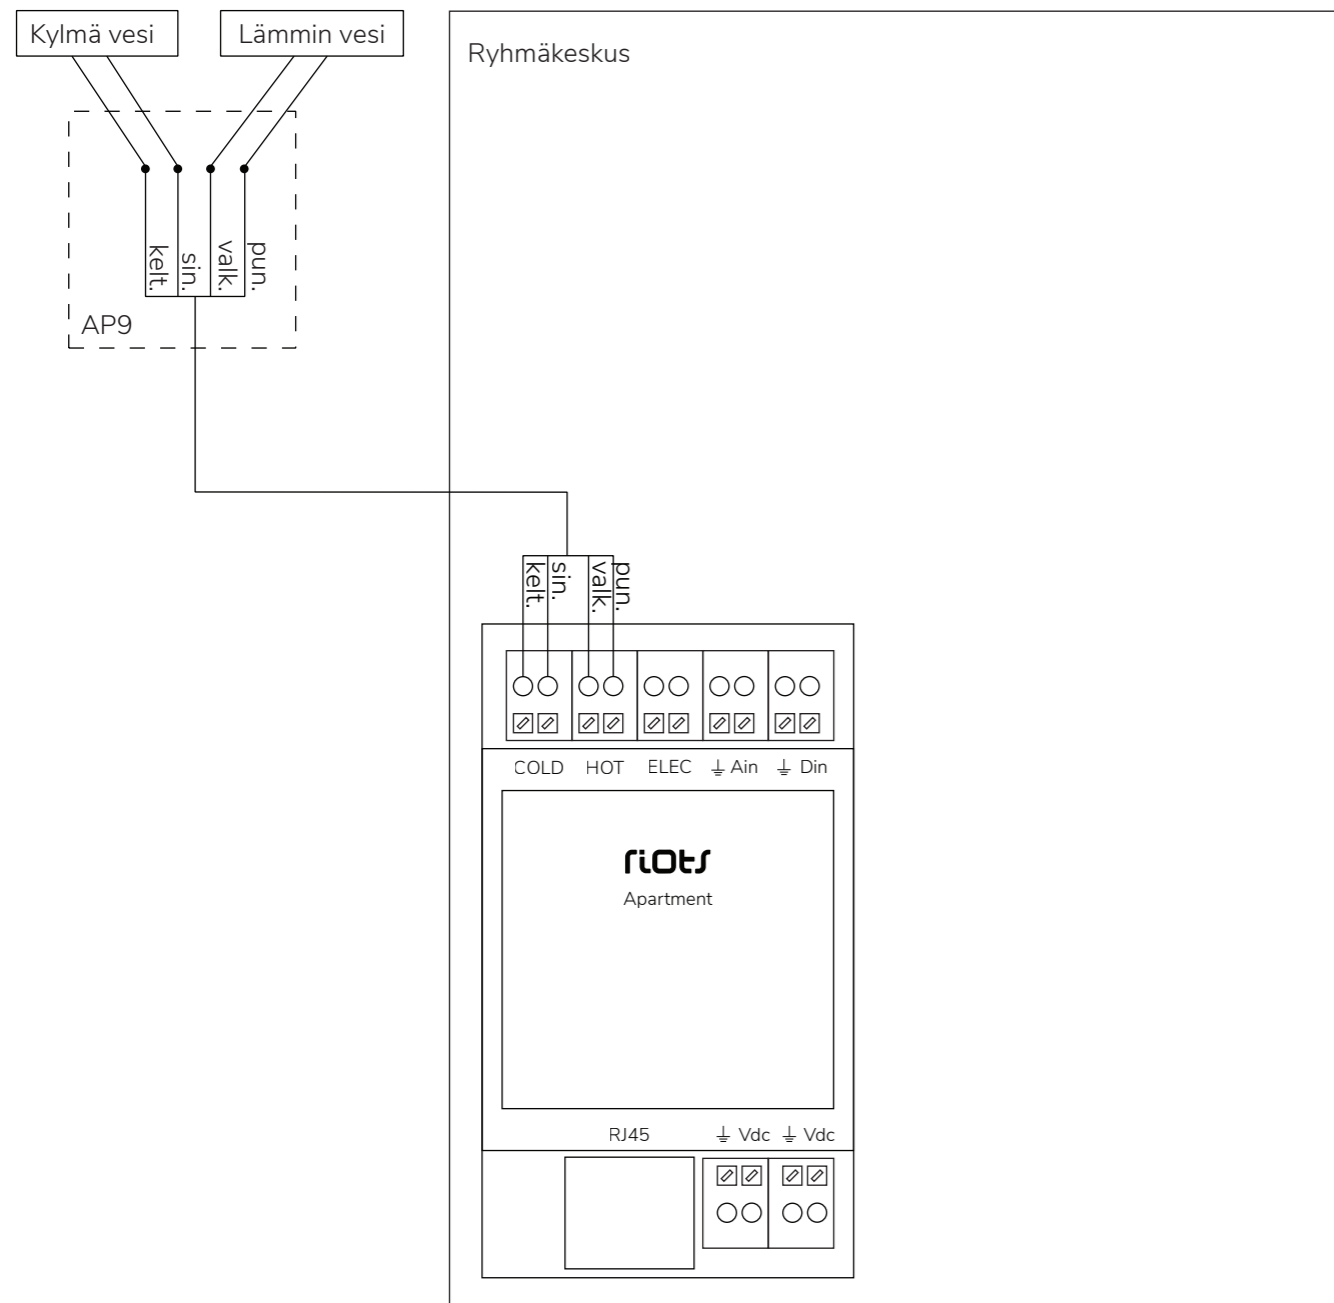 Kylmä vesi
Lämmin vesi
Ryhmäkeskus
kelt.
sin.
valk.
pun.
AP9
kelt.
sin.
valk.
pun.
COLD HOT ELEC ⏚ Ain ⏚ Din
riots
Apartment
RJ45 ⏚ Vdc ⏚ Vdc